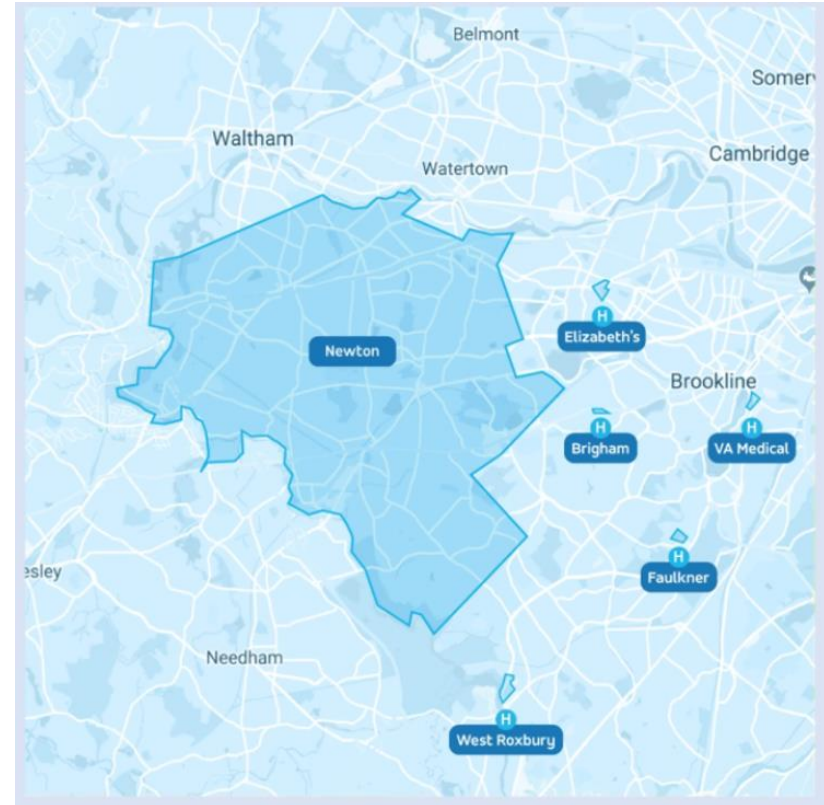 Belmont
Somer
Waltham
Cambridge
Watertown
H
Elizabeth's
Newton
Brookline
H
Brigham
H
VA Medical
H
Faulkner
esley
Needham
H
West Roxbury